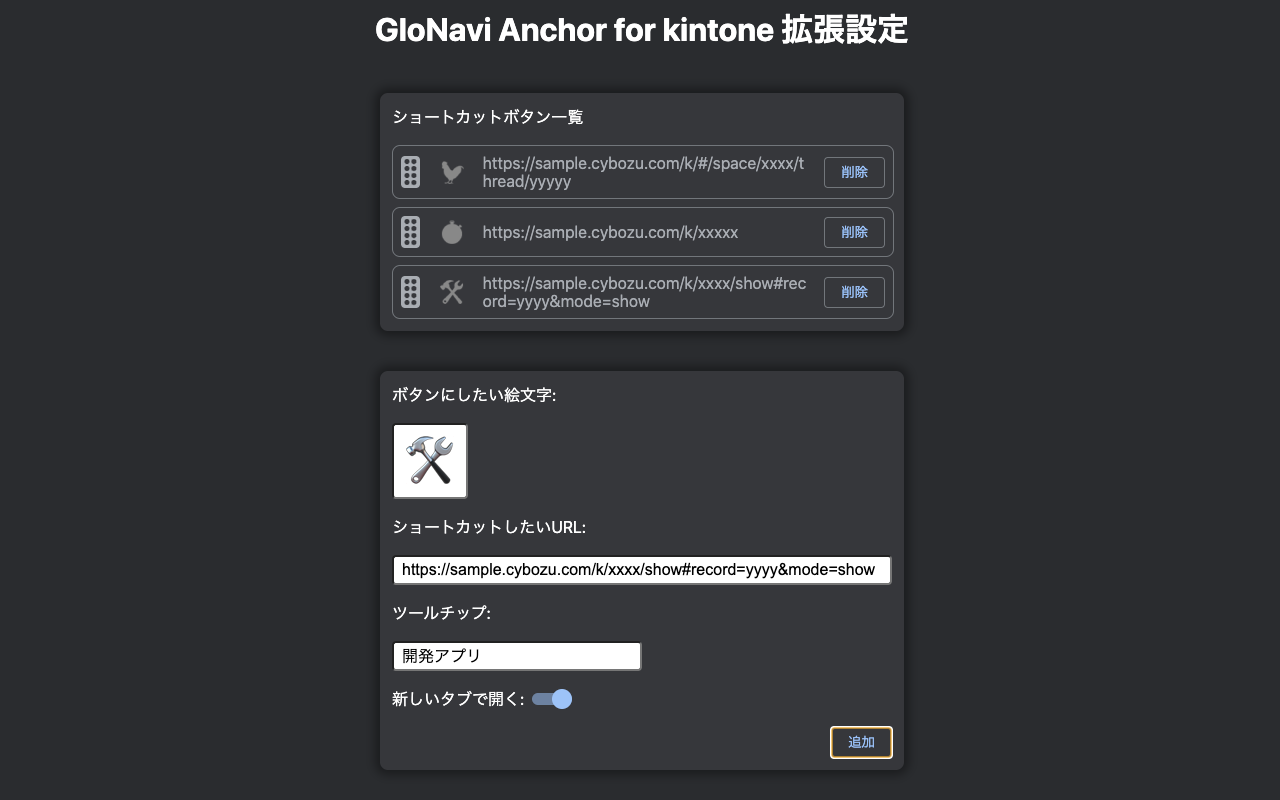 GloNavi Anchor for kintone 拡張設定
ショートカットボタン一覧
https://sample.cybozu.com/k/#/space/xxxx/t
hread/yyyyy
削除
https://sample.cybozu.com/k/xxxxx
削除
https://sample.cybozu.com/k/xxxx/show#rec
ord=yyyy&mode=show
削除
ボタンにしたい絵文字:
ショートカットしたいURL:
https://sample.cybozu.com/k/xxxx/show#record=yyyy&mode=show
ツールチップ:
開発アプリ
新しいタブで開く:
追加